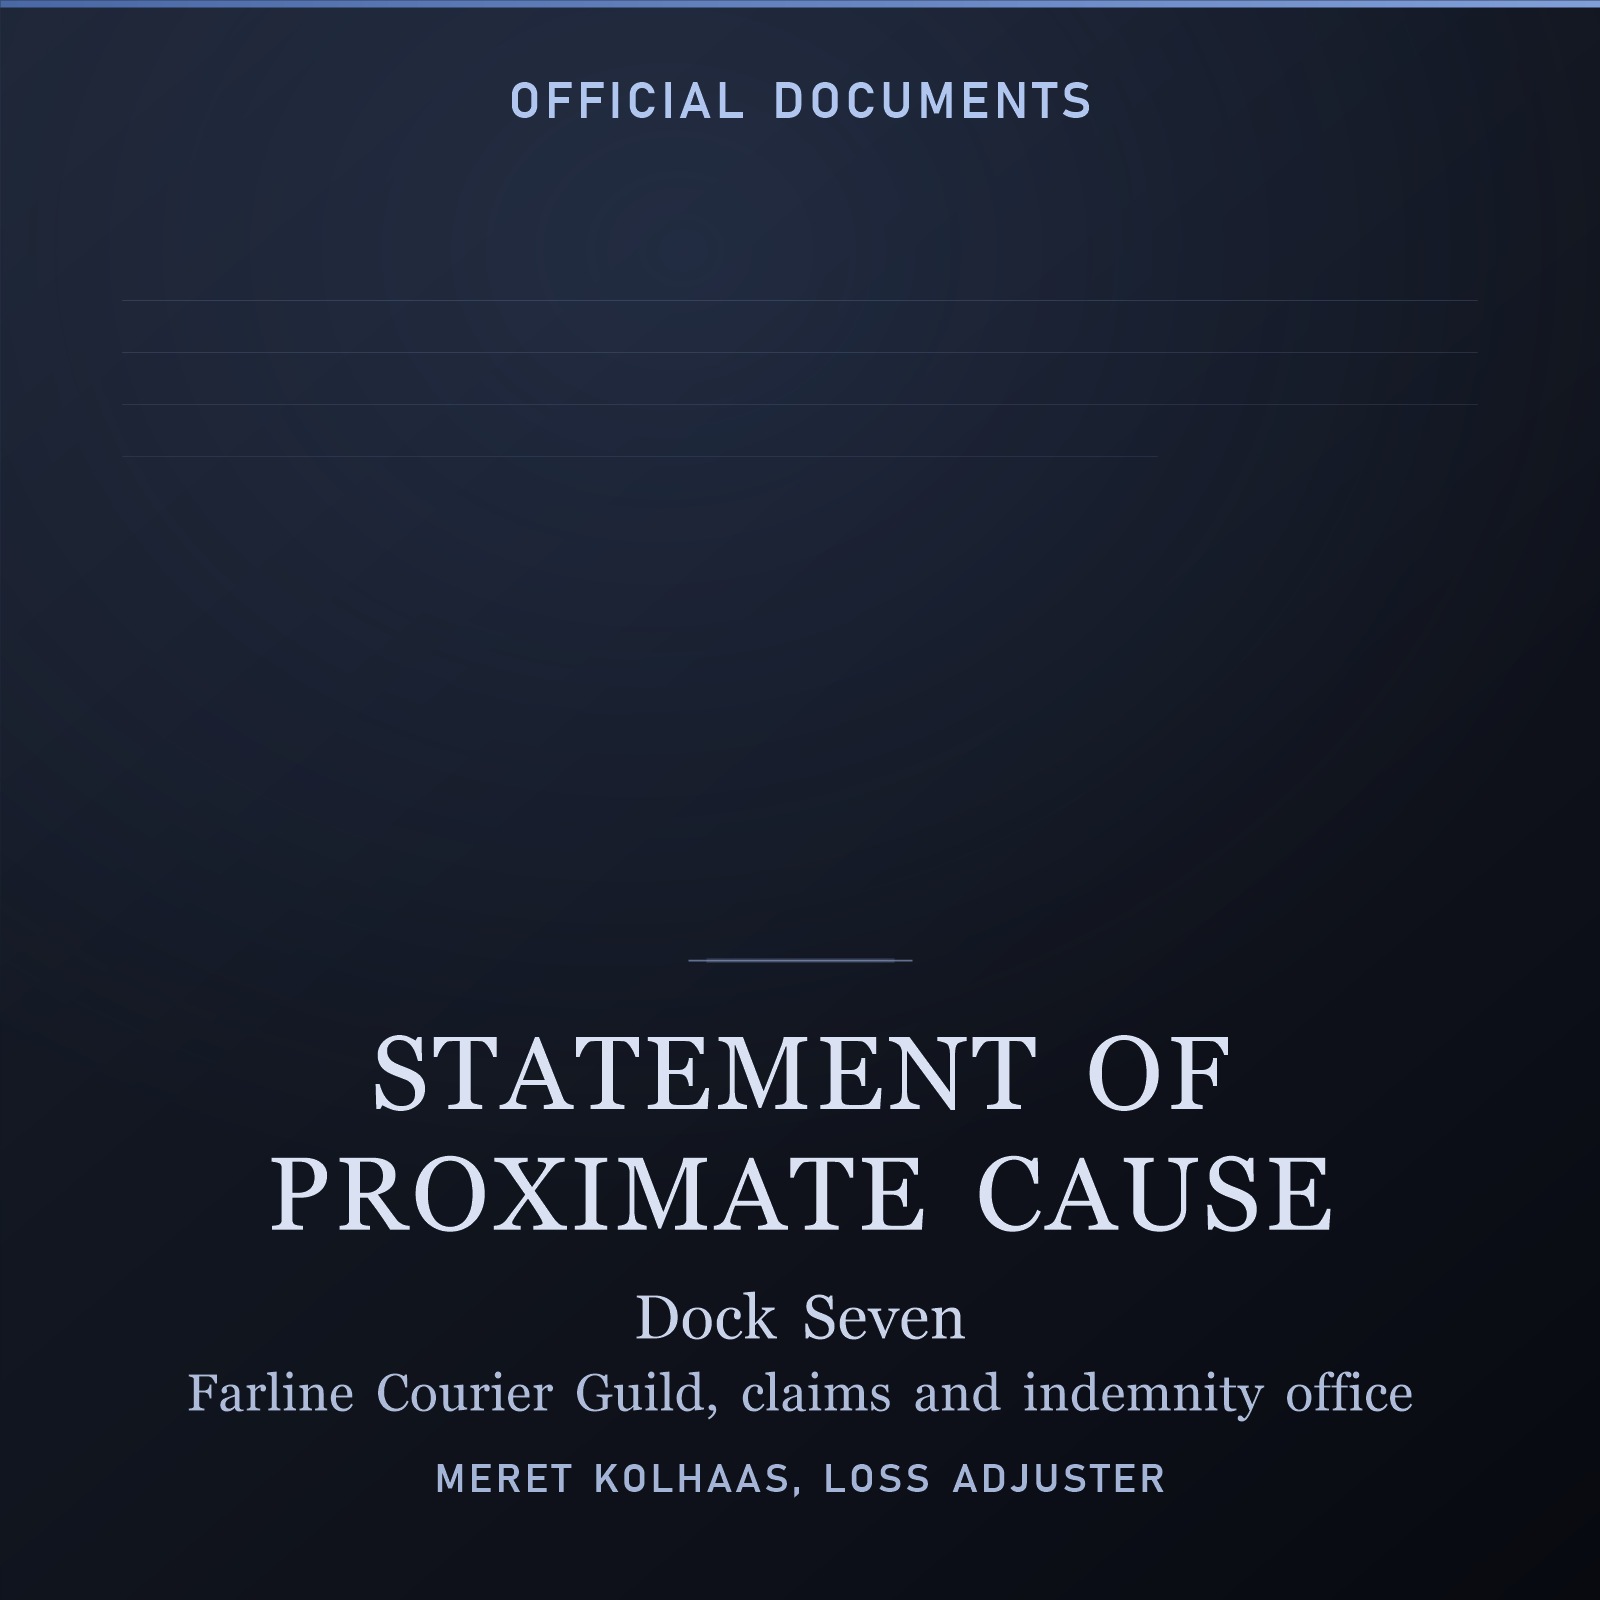 OFFICIAL DOCUMENTS
STATEMENT OF
PROXIMATE CAUSE
Dock Seven
Farline Courier Guild, claims and indemnity office
MERET KOLHAAS, LOSS ADJUSTER